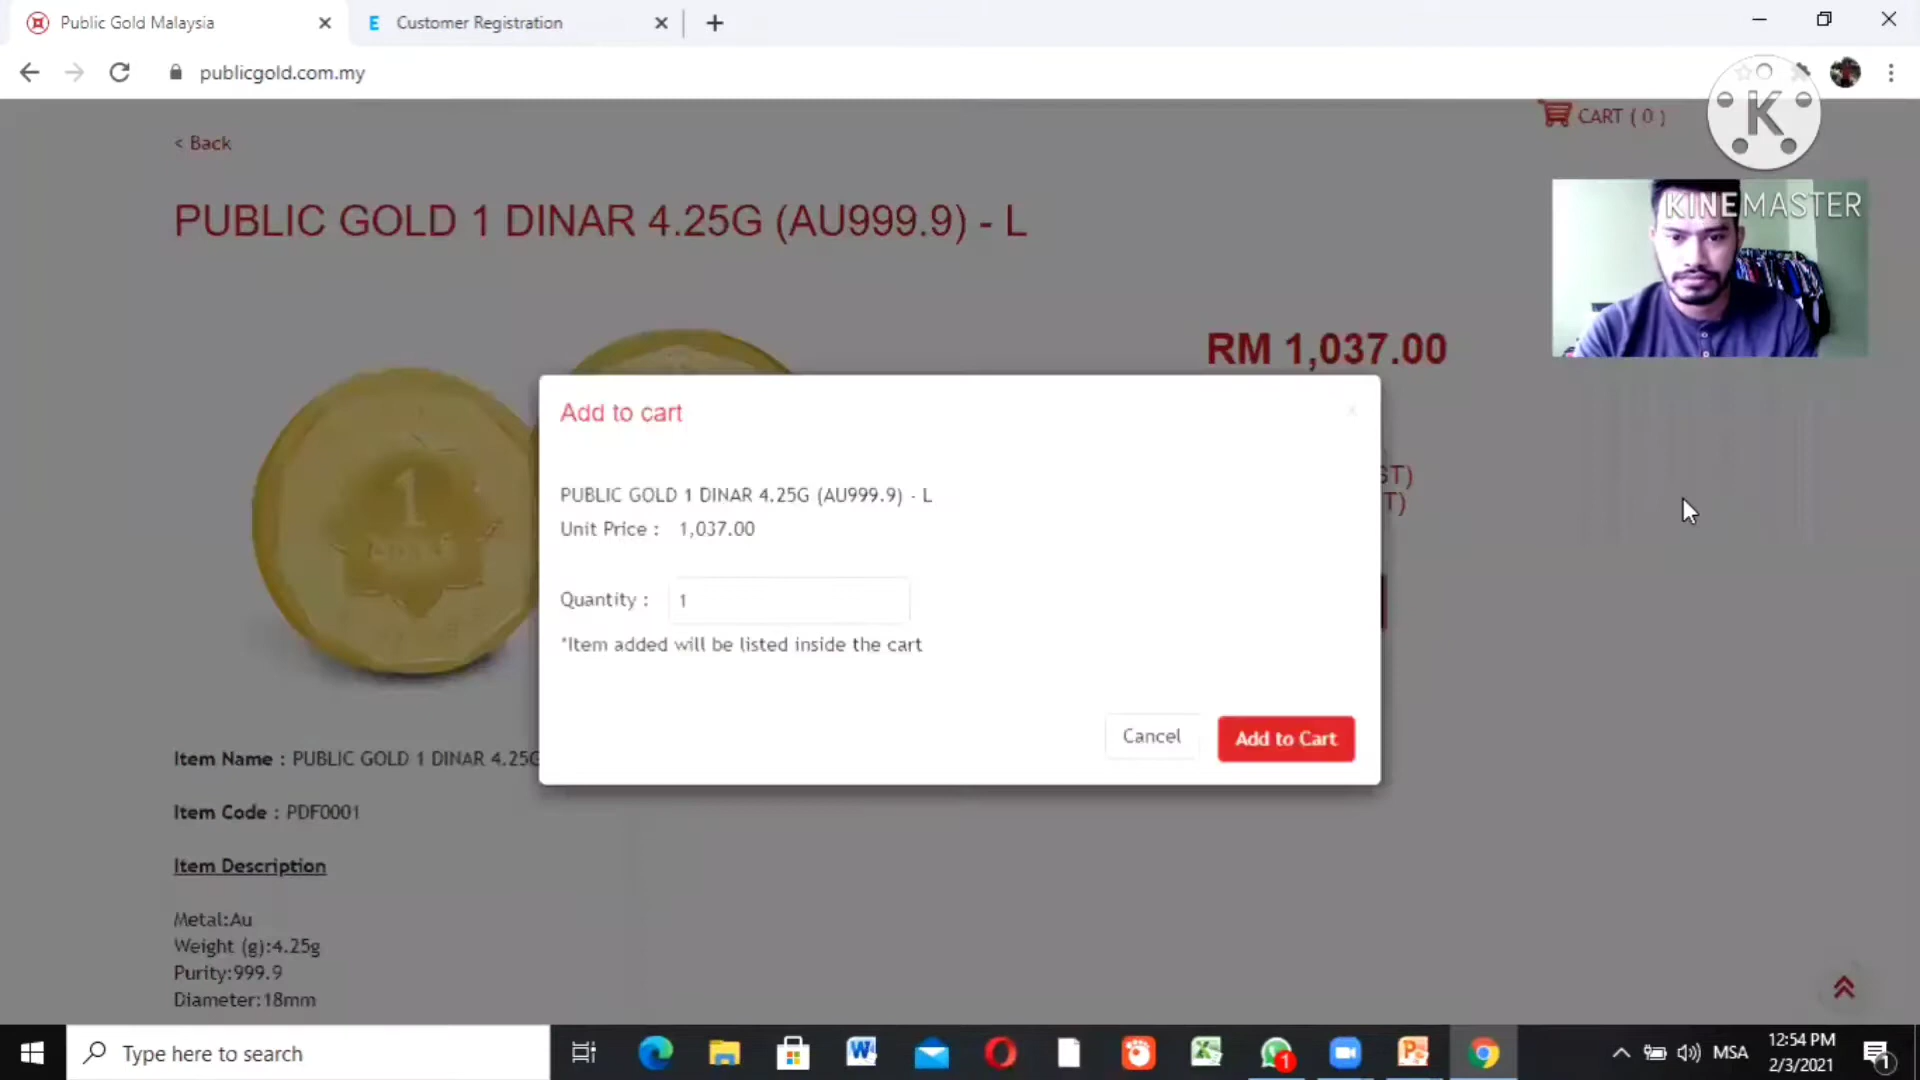 Public Gold Malaysia
E Customer Registration
publicgold.com.my
CART ( 0 )
K
< Back
KINEMASTER
PUBLIC GOLD 1 DINAR 4.25G (AU999.9) - L
RM 1,037.00
Add to cart
PUBLIC GOLD 1 DINAR 4.25G (AU999.9) - L
Unit Price : 1,037.00
Quantity : 1
*Item added will be listed inside the cart
Cancel
Add to Cart
1
Item Name : PUBLIC GOLD 1 DINAR 4.25G
Item Code : PDF0001
Item Description
Metal:Au
Weight (g):4.25g
Purity:999.9
Diameter:18mm
Type here to search
1
MSA
12:54 PM
2/3/2021
1